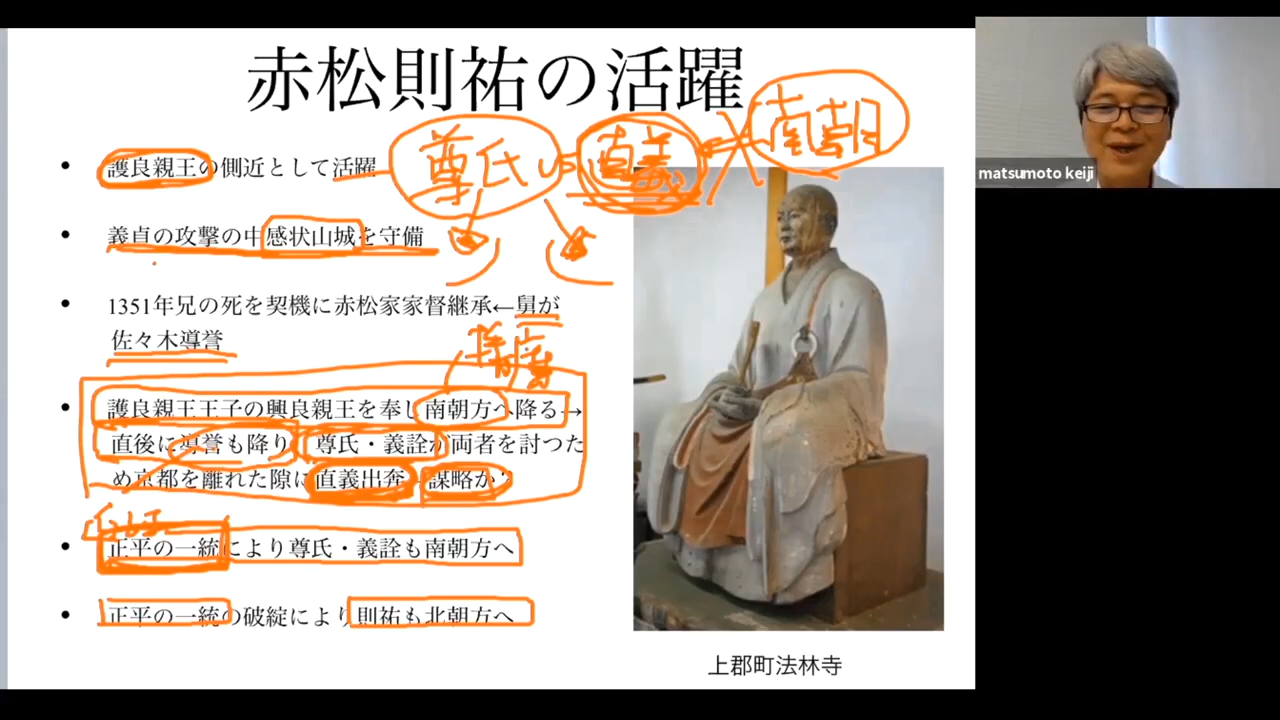 赤松則祐の活躍
尊氏 vs 直義
南朝
matsumoto keiji
• 護良親王の側近として活躍
• 義貞の攻撃の中感状山城を守備
• 1351年兄の死を契機に赤松家家督継承←舅が
佐々木導誉
• 護良親王王子の興良親王を奉じ南朝方へ降る→
直後に導誉も降り 尊氏・義詮が両者を討つた
め京都を離れた隙に直義出奔 謀略か?
• 正平の一統により尊氏・義詮も南朝方へ
• 正平の一統の破綻により則祐も北朝方へ
上郡町法林寺